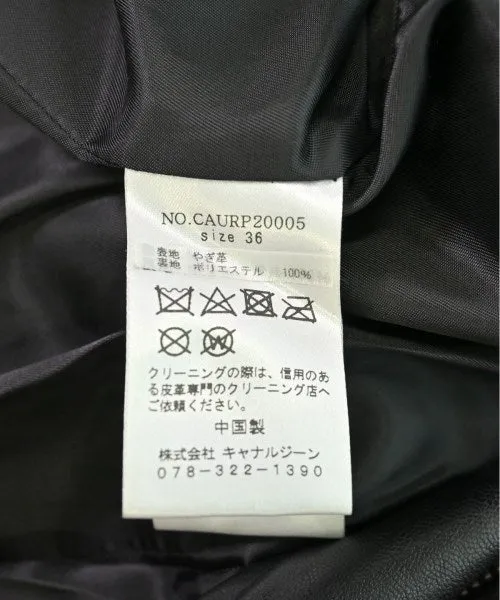 NO.CAURP20005
size 36
表地 やぎ革
裏地 ポリエステル 100%
W
クリーニングの際は、信用のあ
る皮革専門のクリーニング店へ
ご依頼ください。
中国製
株式会社 キャナルジーン
078-322-1390